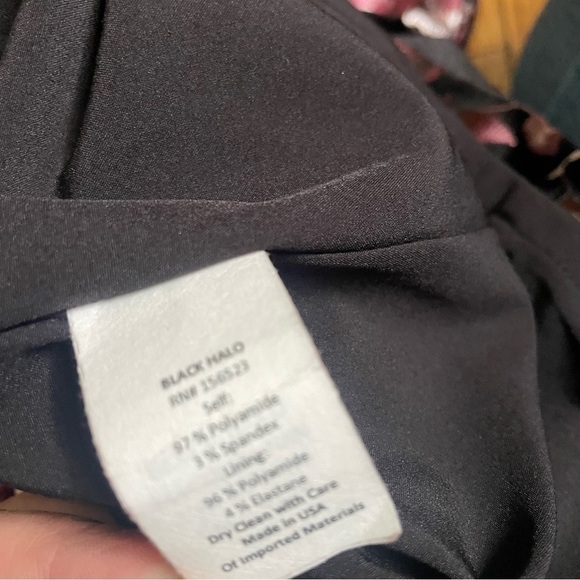 BLACK HALO
RN# 156523
Self:
97 % Polyamide
3 % Spandex
Lining:
96 % Polyamide
4 % Elastane
Dry Clean with Care
Made in USA
Of Imported Materials